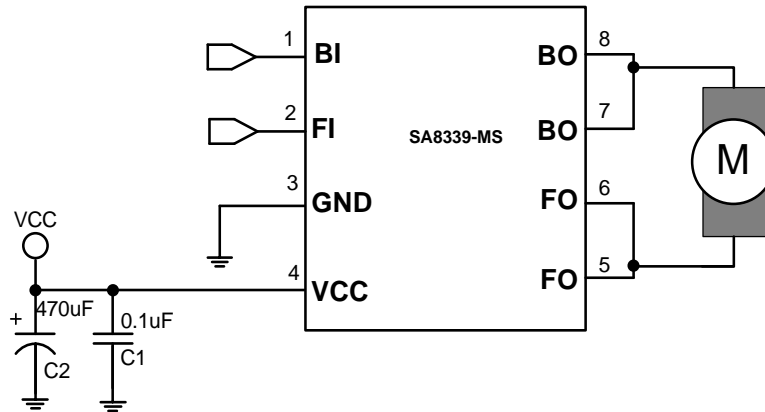 1 BI
2 FI
3 GND
4 VCC
SA8339-MS
BO 8
BO 7
FO 6
FO 5
M
VCC
+ 470uF
C2
0.1uF
C1